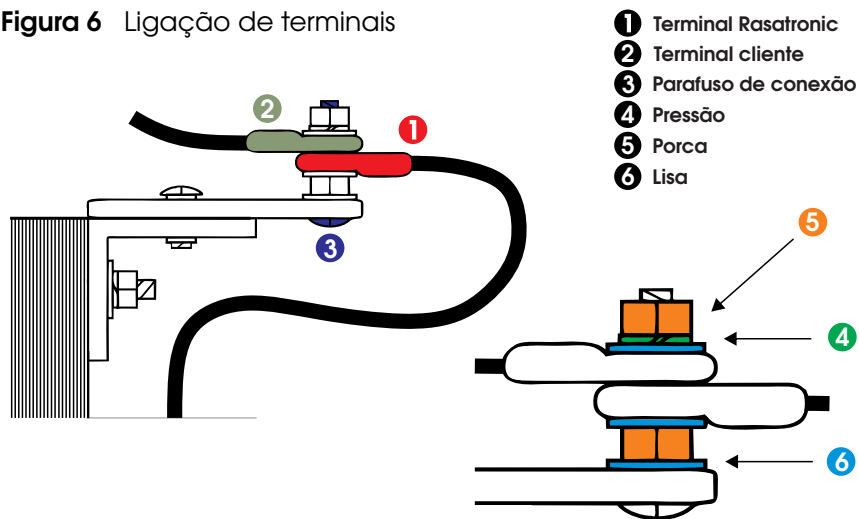 Figura 6 Ligação de terminais
1 Terminal Rasatronic
2 Terminal cliente
3 Parafuso de conexão
4 Pressão
5 Porca
6 Lisa
2
1
3
5
4
6